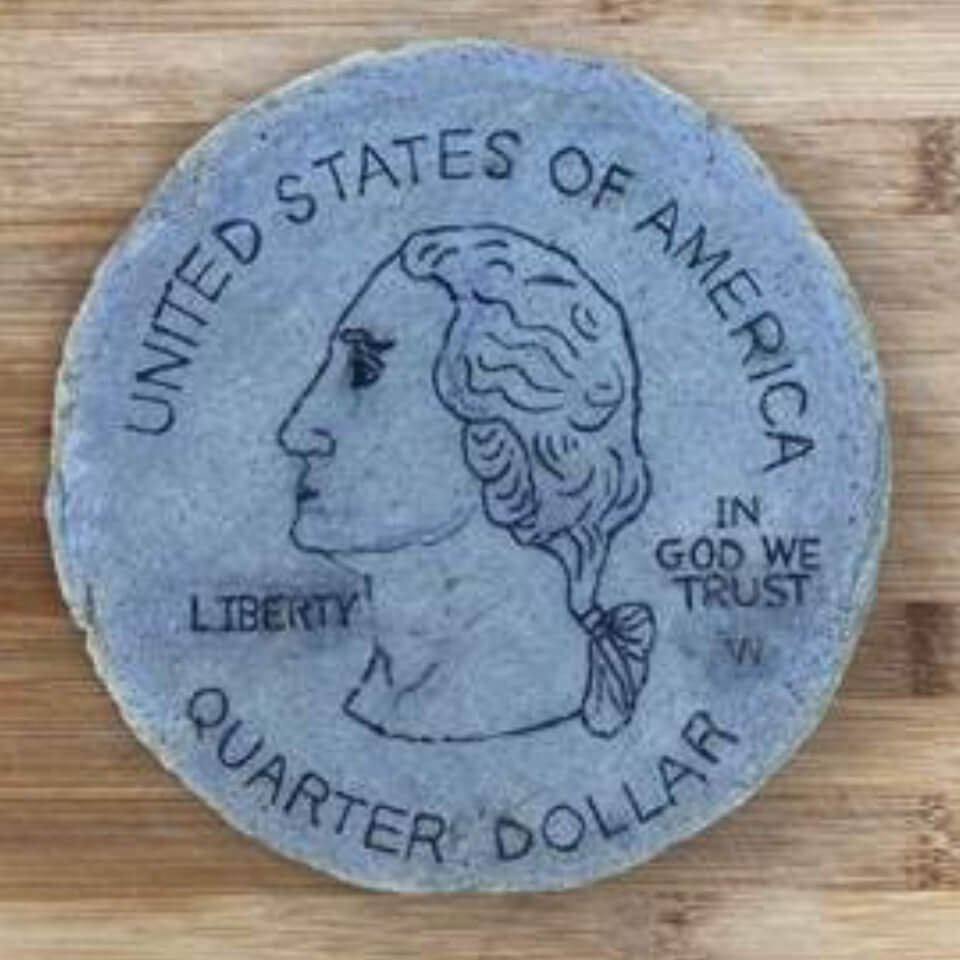 UNITED STATES OF AMERICA
LIBERTY
IN
GOD WE
TRUST
W
QUARTER DOLLAR